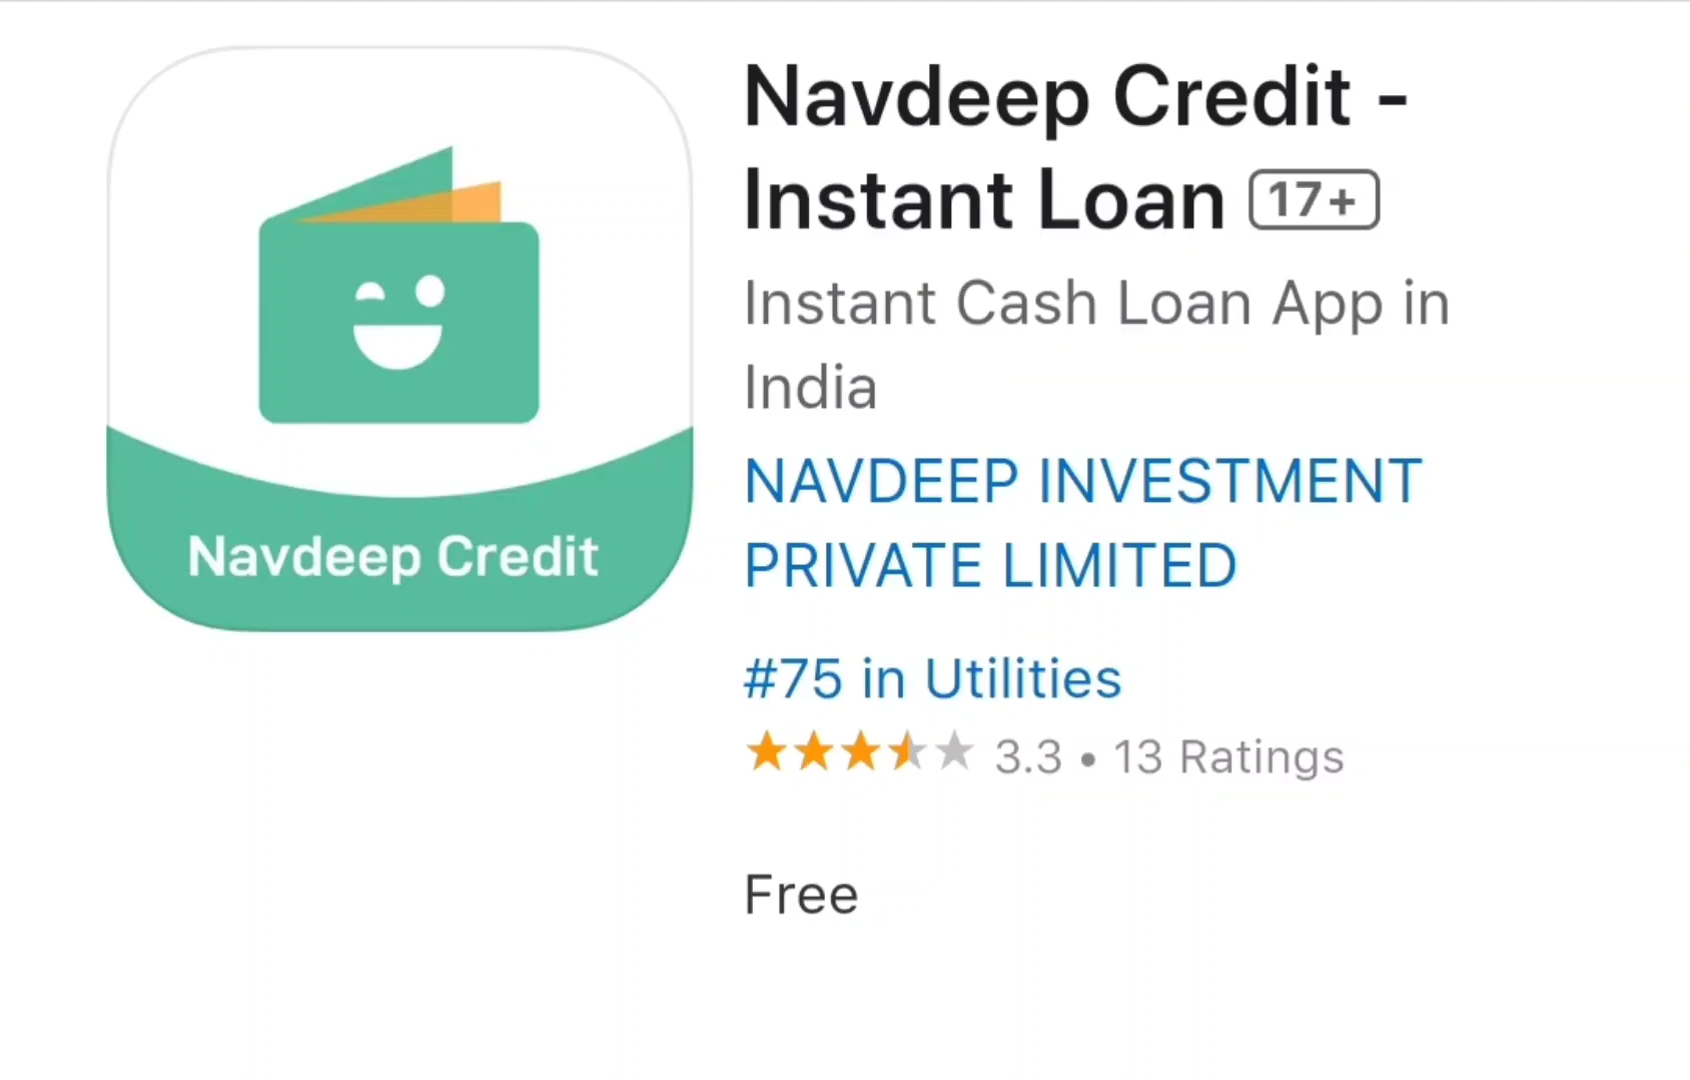 Navdeep Credit -
Instant Loan 17+
Instant Cash Loan App in
India
NAVDEEP INVESTMENT
PRIVATE LIMITED
#75 in Utilities
3.3 • 13 Ratings
Free
Navdeep Credit